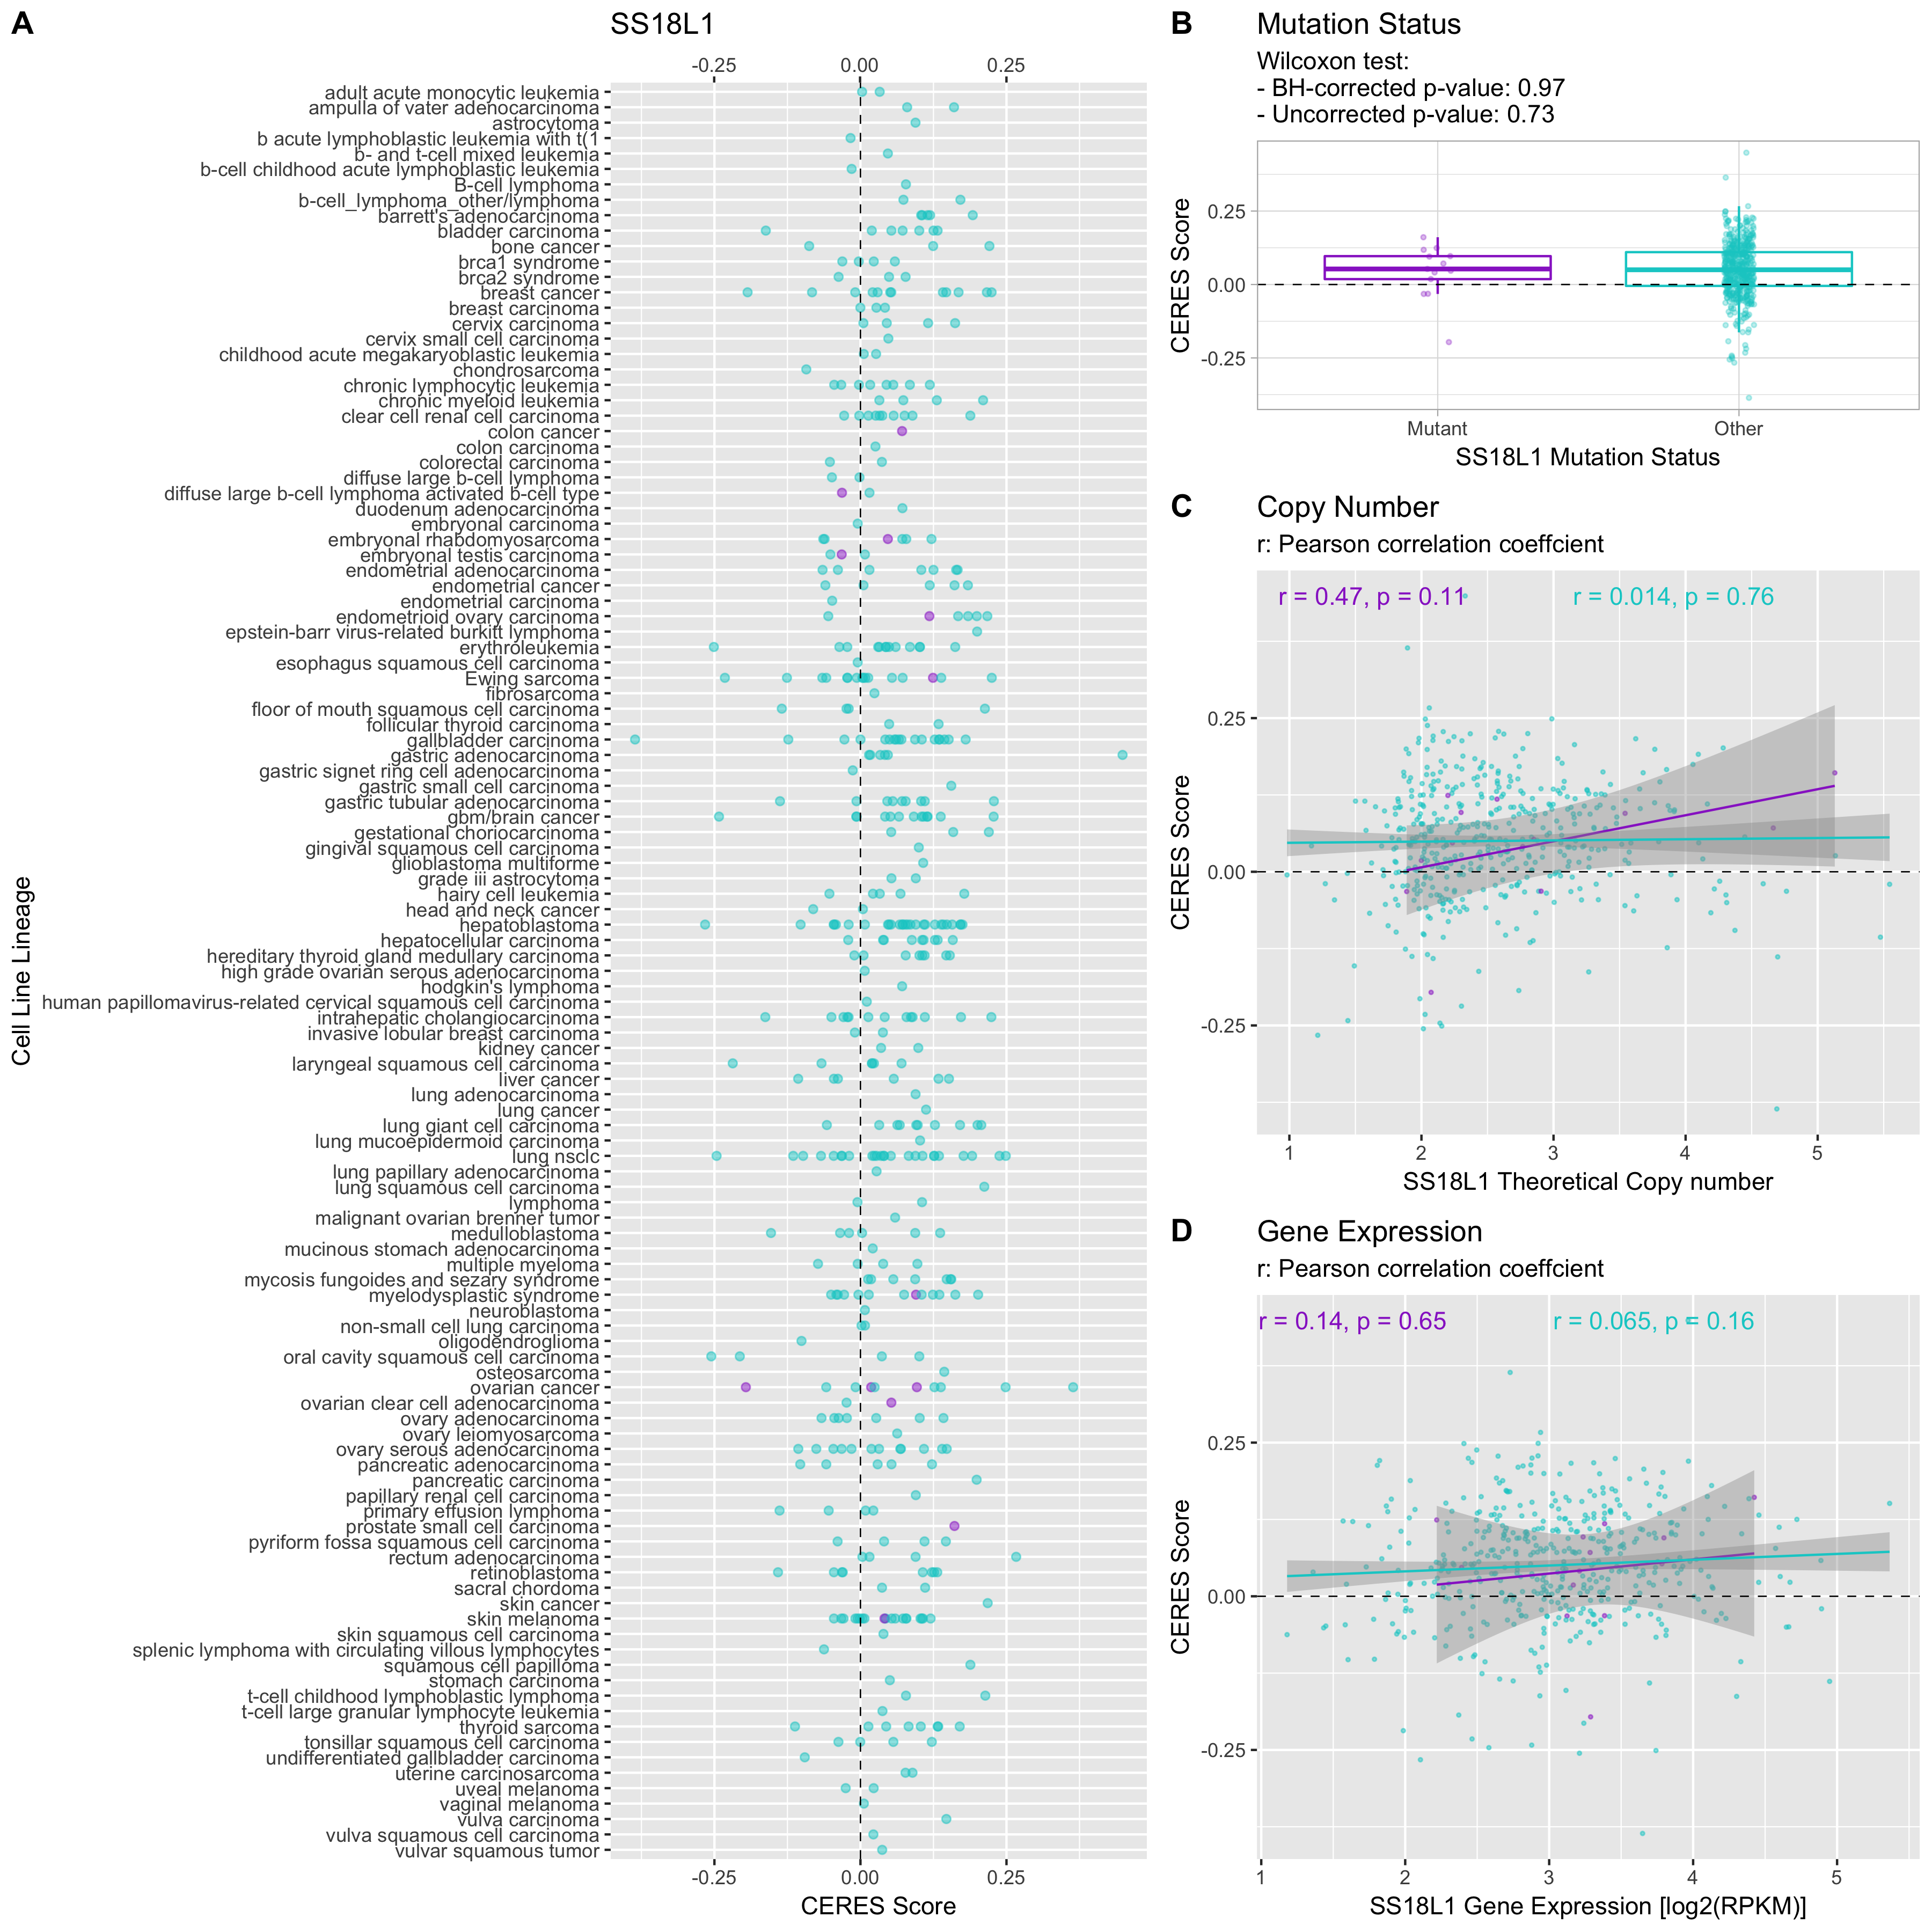 A
SS18L1
-0.25 0.00 0.25
Cell Line Lineage
adult acute monocytic leukemia
ampulla of vater adenocarcinoma
astrocytoma
b acute lymphoblastic leukemia with t(1
b- and t-cell mixed leukemia
b-cell childhood acute lymphoblastic leukemia
B-cell lymphoma
b-cell_lymphoma_other/lymphoma
barrett's adenocarcinoma
bladder carcinoma
bone cancer
brca1 syndrome
brca2 syndrome
breast cancer
breast carcinoma
cervix carcinoma
cervix small cell carcinoma
childhood acute megakaryoblastic leukemia
chondrosarcoma
chronic lymphocytic leukemia
chronic myeloid leukemia
clear cell renal cell carcinoma
colon cancer
colon carcinoma
colorectal carcinoma
diffuse large b-cell lymphoma
diffuse large b-cell lymphoma activated b-cell type
duodenum adenocarcinoma
embryonal carcinoma
embryonal rhabdomyosarcoma
embryonal testis carcinoma
endometrial adenocarcinoma
endometrial cancer
endometrial carcinoma
endometrioid ovary carcinoma
epstein-barr virus-related burkitt lymphoma
erythroleukemia
esophagus squamous cell carcinoma
Ewing sarcoma
fibrosarcoma
floor of mouth squamous cell carcinoma
follicular thyroid carcinoma
gallbladder carcinoma
gastric adenocarcinoma
gastric signet ring cell adenocarcinoma
gastric small cell carcinoma
gastric tubular adenocarcinoma
gbm/brain cancer
gestational choriocarcinoma
gingival squamous cell carcinoma
glioblastoma multiforme
grade iii astrocytoma
hairy cell leukemia
head and neck cancer
hepatoblastoma
hepatocellular carcinoma
hereditary thyroid gland medullary carcinoma
high grade ovarian serous adenocarcinoma
hodgkin's lymphoma
human papillomavirus-related cervical squamous cell carcinoma
intrahepatic cholangiocarcinoma
invasive lobular breast carcinoma
kidney cancer
laryngeal squamous cell carcinoma
liver cancer
lung adenocarcinoma
lung cancer
lung giant cell carcinoma
lung mucoepidermoid carcinoma
lung nsclc
lung papillary adenocarcinoma
lung squamous cell carcinoma
lymphoma
malignant ovarian brenner tumor
medulloblastoma
mucinous stomach adenocarcinoma
multiple myeloma
mycosis fungoides and sezary syndrome
myelodysplastic syndrome
neuroblastoma
non-small cell lung carcinoma
oligodendroglioma
oral cavity squamous cell carcinoma
osteosarcoma
ovarian cancer
ovarian clear cell adenocarcinoma
ovary adenocarcinoma
ovary leiomyosarcoma
ovary serous adenocarcinoma
pancreatic adenocarcinoma
pancreatic carcinoma
papillary renal cell carcinoma
primary effusion lymphoma
prostate small cell carcinoma
pyriform fossa squamous cell carcinoma
rectum adenocarcinoma
retinoblastoma
sacral chordoma
skin cancer
skin melanoma
skin squamous cell carcinoma
splenic lymphoma with circulating villous lymphocytes
squamous cell papilloma
stomach carcinoma
t-cell childhood lymphoblastic lymphoma
t-cell large granular lymphocyte leukemia
thyroid sarcoma
tonsillar squamous cell carcinoma
undifferentiated gallbladder carcinoma
uterine carcinosarcoma
uveal melanoma
vaginal melanoma
vulva carcinoma
vulva squamous cell carcinoma
vulvar squamous tumor
-0.25 0.00 0.25
CERES Score
B
Mutation Status
Wilcoxon test:
- BH-corrected p-value: 0.97
- Uncorrected p-value: 0.73
CERES Score
0.25
0.00
-0.25
Mutant Other
SS18L1 Mutation Status
C
Copy Number
r: Pearson correlation coeffcient
r = 0.47, p = 0.11 r = 0.014, p = 0.76
CERES Score
0.25
0.00
-0.25
1 2 3 4 5
SS18L1 Theoretical Copy number
D
Gene Expression
r: Pearson correlation coeffcient
r = 0.14, p = 0.65 r = 0.065, p = 0.16
CERES Score
0.25
0.00
-0.25
1 2 3 4 5
SS18L1 Gene Expression [log2(RPKM)]